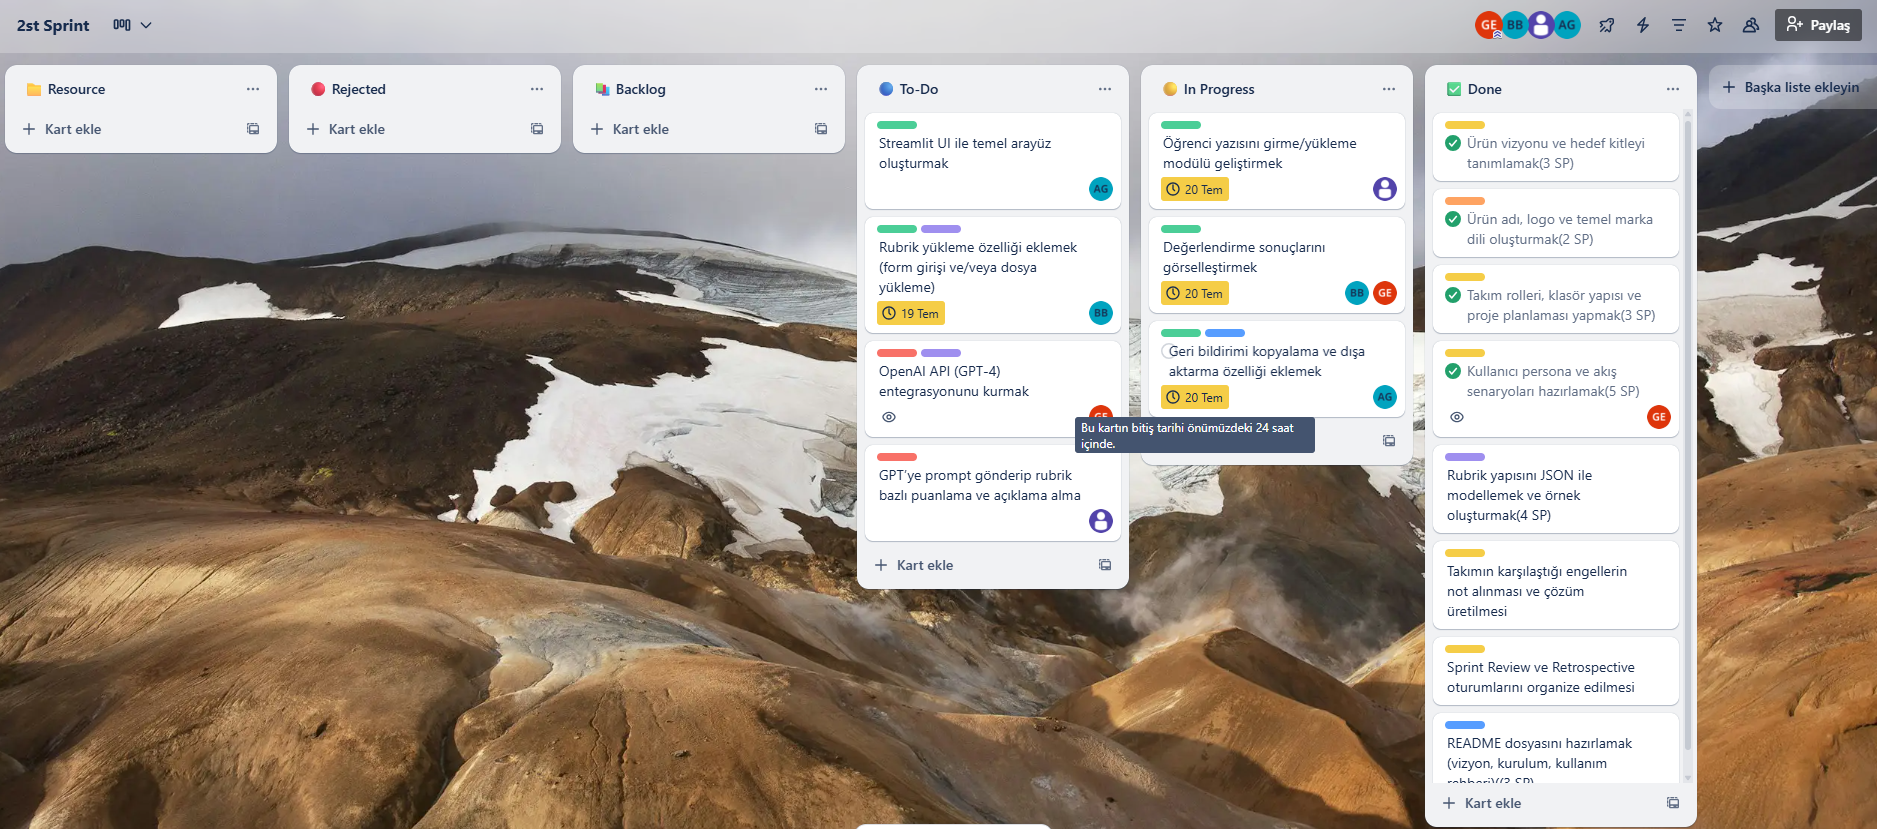 2st Sprint
GE
BB
AG
Paylaş
Resource
Kart ekle
Rejected
Kart ekle
Backlog
Kart ekle
To-Do
Streamlit UI ile temel arayüz
oluşturmak
AG
Rubrik yükleme özelliği eklemek
(form girişi ve/veya dosya
yükleme)
19 Tem
BB
OpenAI API (GPT-4)
entegrasyonunu kurmak
GE
GPT'ye prompt gönderip rubrik
bazlı puanlama ve açıklama alma
Kart ekle
In Progress
Öğrenci yazısını girme/yükleme
modülü geliştirmek
20 Tem
Değerlendirme sonuçlarını
görselleştirmek
20 Tem
BB
GE
Geri bildirimi kopyalama ve dışa
aktarma özelliği eklemek
20 Tem
AG
Bu kartın bitiş tarihi önümüzdeki 24 saat
içinde.
Done
Ürün vizyonu ve hedef kitleyi
tanımlamak(3 SP)
Ürün adı, logo ve temel marka
dili oluşturmak(2 SP)
Takım rolleri, klasör yapısı ve
proje planlaması yapmak(3 SP)
Kullanıcı persona ve akış
senaryoları hazırlamak(5 SP)
GE
Rubrik yapısını JSON ile
modellemek ve örnek
oluşturmak(4 SP)
Takımın karşılaştığı engellerin
not alınması ve çözüm
üretilmesi
Sprint Review ve Retrospective
oturumlarını organize edilmesi
README dosyasını hazırlamak
(vizyon, kurulum, kullanım
rehberi)(3 SP)
Kart ekle
Başka liste ekleyin